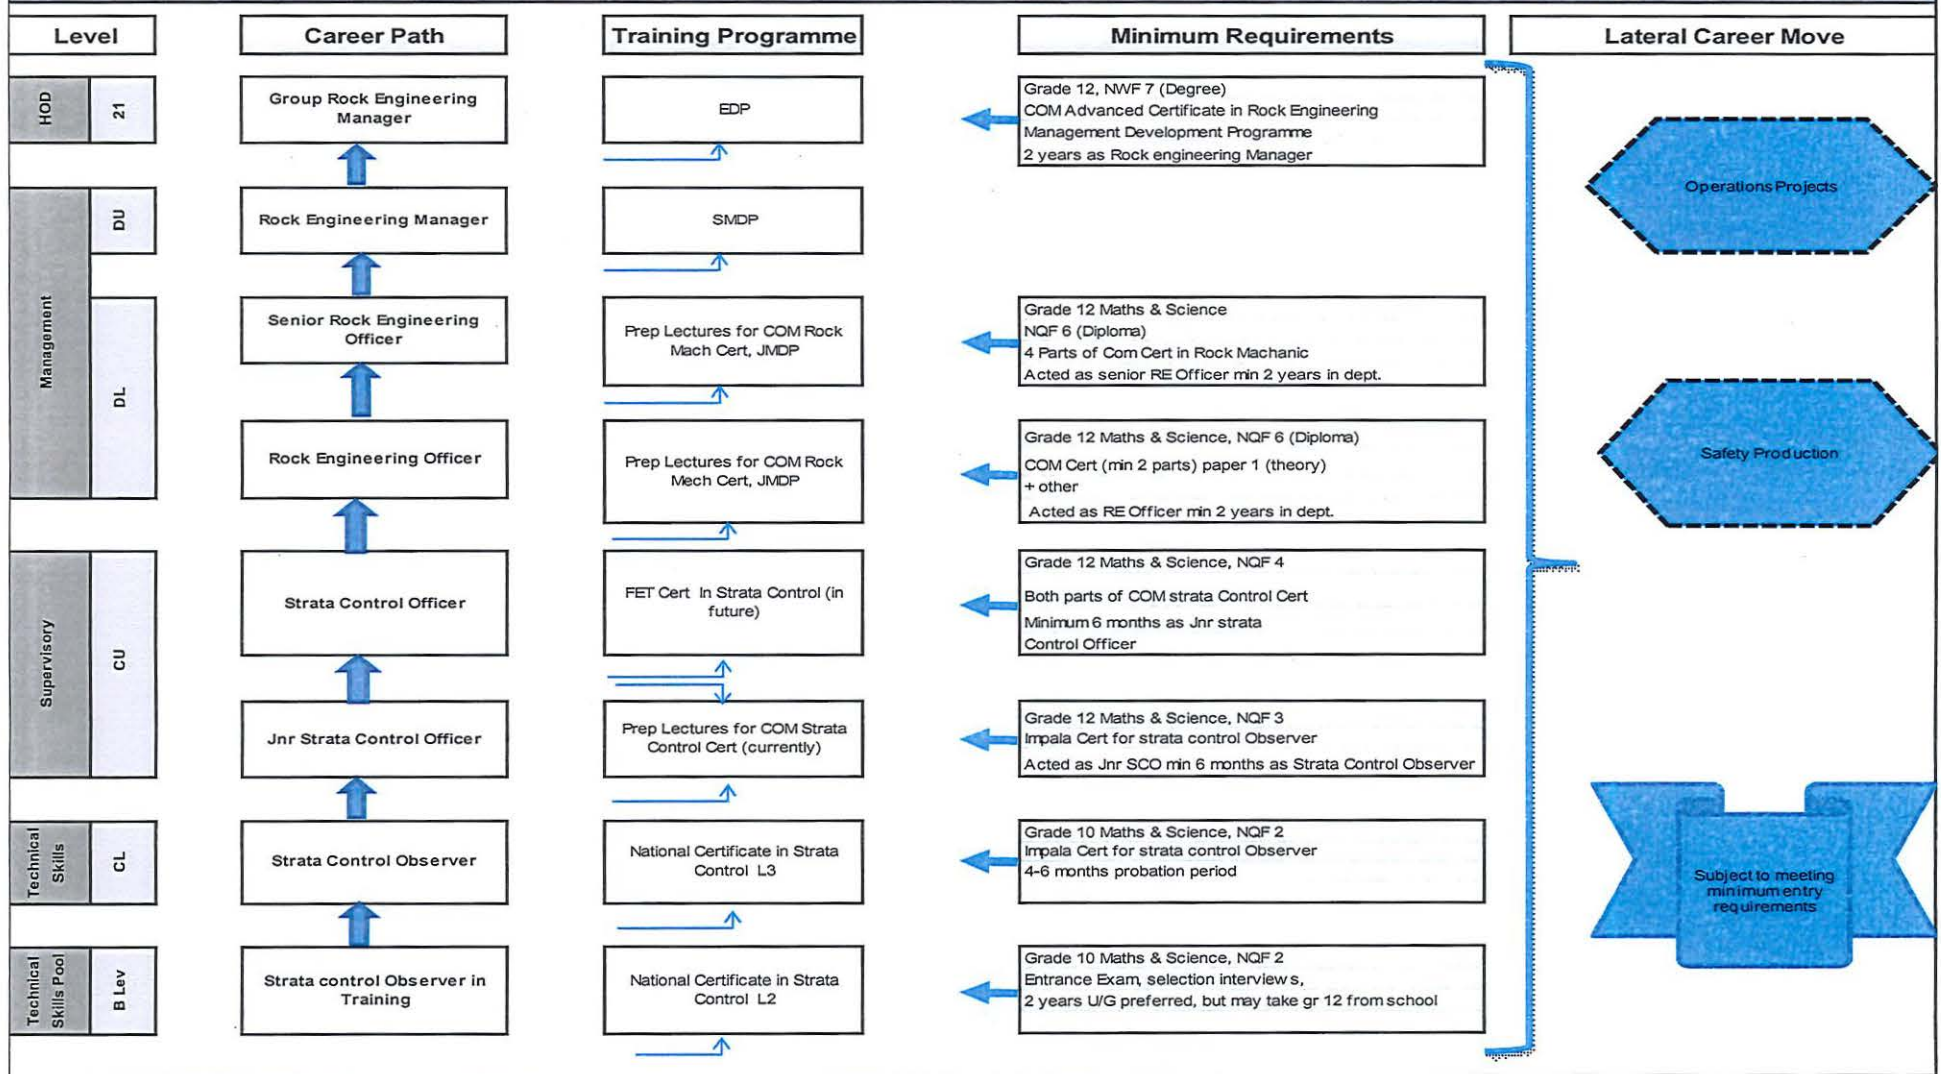 Level
Career Path
Training Programme
Minimum Requirements
Lateral Career Move
HOD
21
Group Rock Engineering
Manager
EDP
Grade 12, NWF 7 (Degree)
COM Advanced Certificate in Rock Engineering
Management Development Programme
2 years as Rock engineering Manager
Operations Projects
Management
DU
Rock Engineering Manager
SMDP
DL
Senior Rock Engineering
Officer
Prep Lectures for COM Rock
Mach Cert, JMDP
Grade 12 Maths & Science
NQF 6 (Diploma)
4 Parts of Com Cert in Rock Machanic
Acted as senior RE Officer min 2 years in dept.
Rock Engineering Officer
Prep Lectures for COM Rock
Mech Cert, JMDP
Grade 12 Maths & Science, NQF 6 (Diploma)
COM Cert (min 2 parts) paper 1 (theory)
+ other
Acted as RE Officer min 2 years in dept.
Safety Production
Supervisory
CU
Strata Control Officer
FET Cert In Strata Control (in
future)
Grade 12 Maths & Science, NQF 4
Both parts of COM strata Control Cert
Minimum 6 months as Jnr strata
Control Officer
Jnr Strata Control Officer
Prep Lectures for COM Strata
Control Cert (currently)
Grade 12 Maths & Science, NQF 3
Impala Cert for strata control Observer
Acted as Jnr SCO min 6 months as Strata Control Observer
Technical
Skills
CL
Strata Control Observer
National Certificate in Strata
Control L3
Grade 10 Maths & Science, NQF 2
Impala Cert for strata control Observer
4-6 months probation period
Subject to meeting
minimum entry
requirements
Technical
Skills Pool
B Lev
Strata control Observer in
Training
National Certificate in Strata
Control L2
Grade 10 Maths & Science, NQF 2
Entrance Exam, selection interviews,
2 years U/G preferred, but may take gr 12 from school